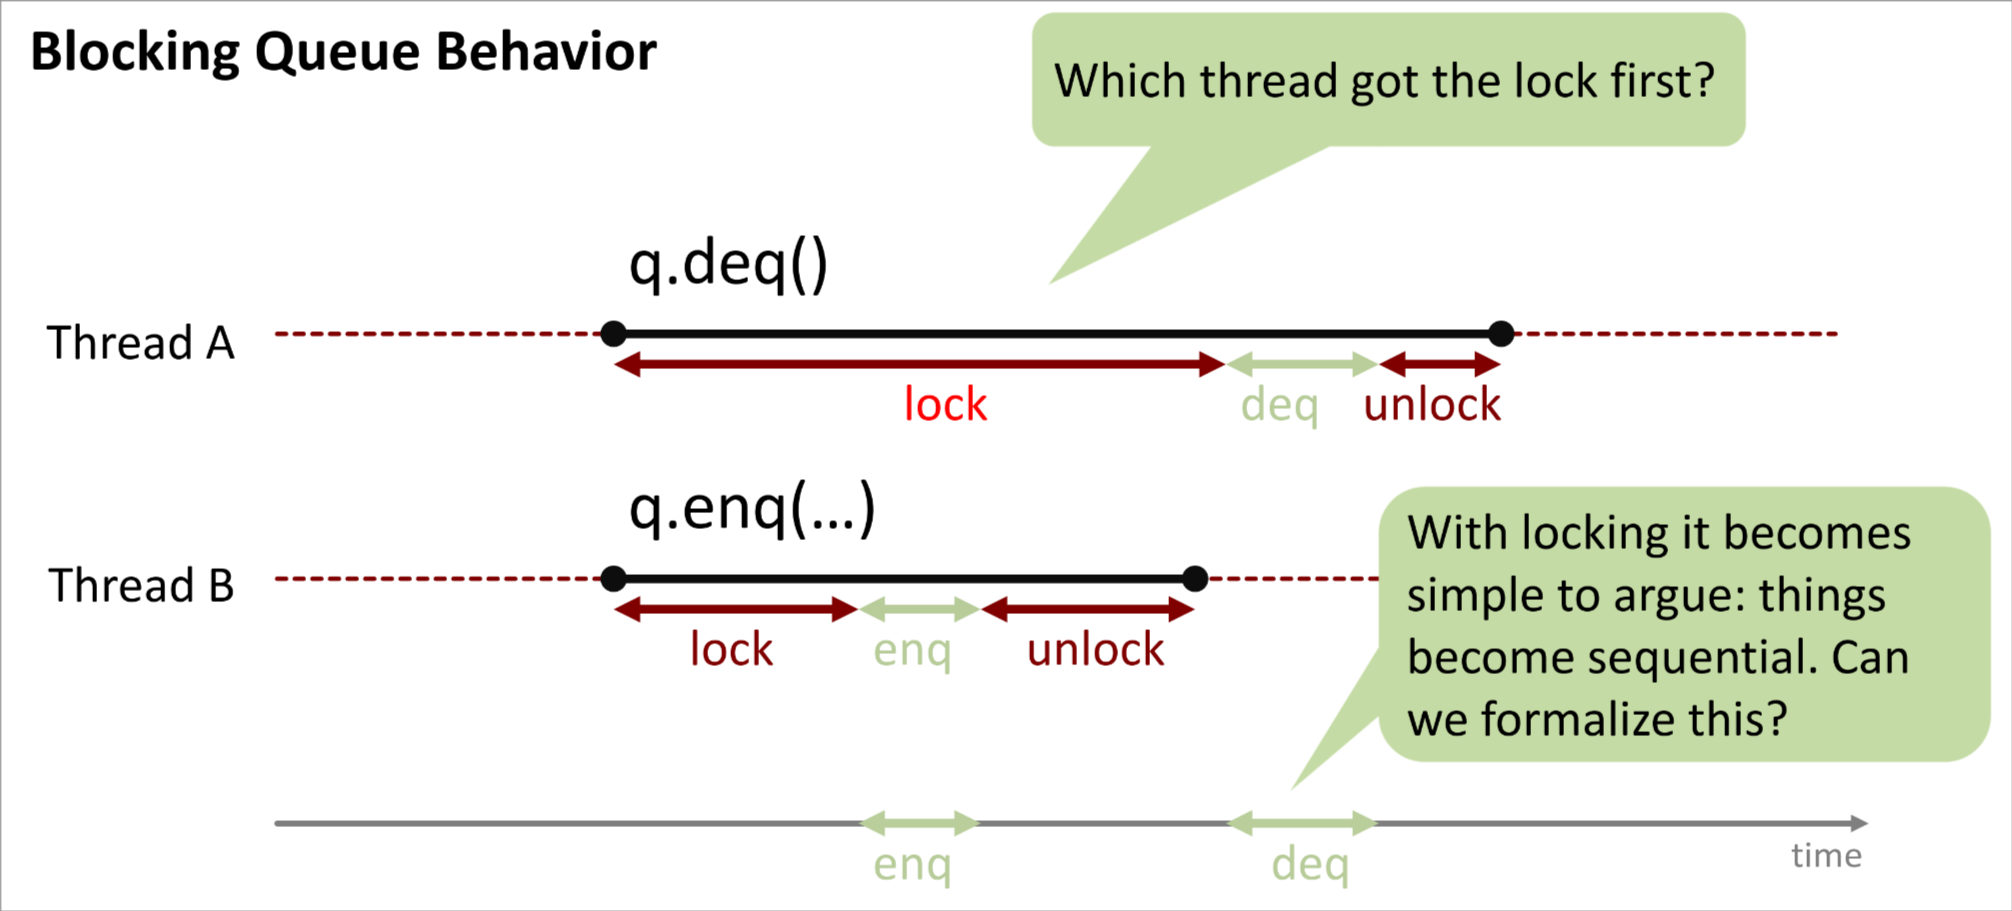 Blocking Queue Behavior
Which thread got the lock first?
q.deq()
Thread A
lock
deq
unlock
q.enq(...)
Thread B
lock
enq
unlock
With locking it becomes
simple to argue: things
become sequential. Can
we formalize this?
enq
deq
time